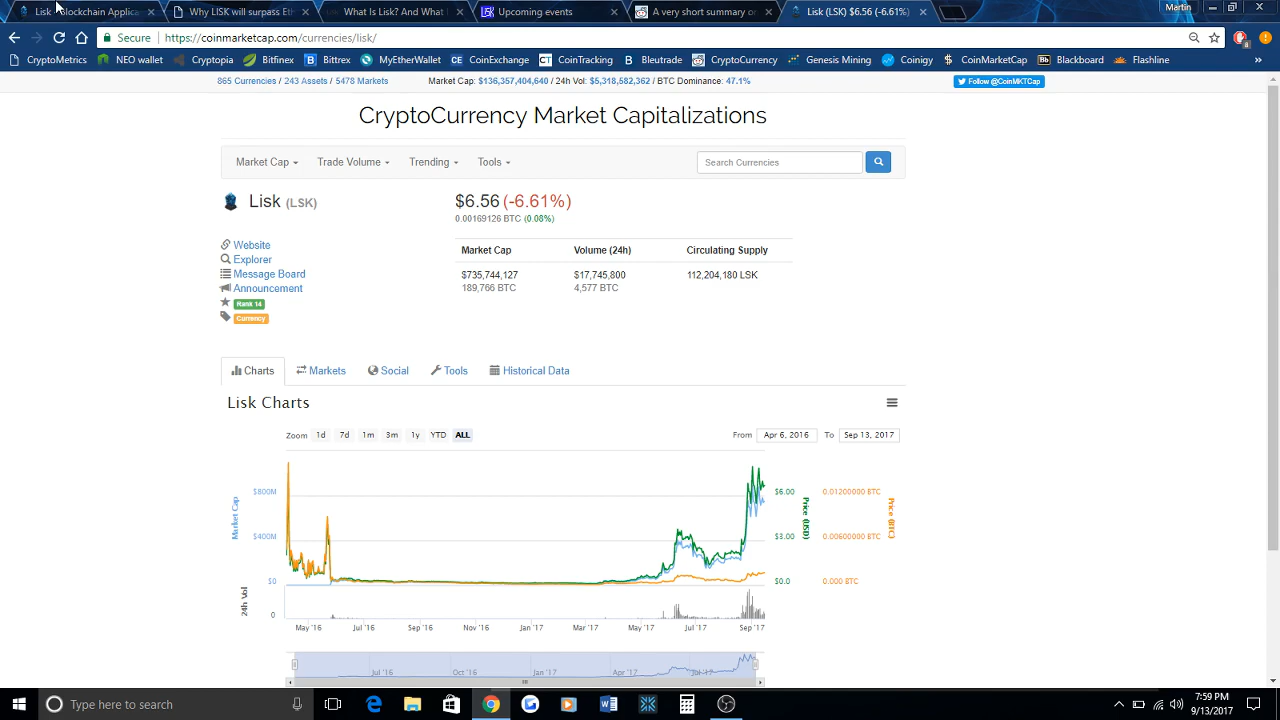 Lisk - Blockchain Applica
Why LISK will surpass Eth
What Is Lisk? And What I
Upcoming events
A very short summary on
Lisk (LSK) $6.56 (-6.61%)
Martin
Secure
https://coinmarketcap.com/currencies/lisk/
CryptoMetrics
NEO wallet
Cryptopia
Bitfinex
Bittrex
MyEtherWallet
CE CoinExchange
CT CoinTracking
B Bleutrade
CryptoCurrency
Genesis Mining
Coinigy
$ CoinMarketCap
Bb Blackboard
Flashline
»
865 Currencies / 243 Assets / 5478 Markets
Market Cap: $136,357,404,640 / 24h Vol: $5,318,582,362 / BTC Dominance: 47.1%
Follow @CoinMKTCap
CryptoCurrency Market Capitalizations
Market Cap
Trade Volume
Trending
Tools
Search Currencies
Lisk (LSK)
$6.56 (-6.61%)
0.00169126 BTC (0.08%)
Website
Explorer
Message Board
Announcement
Rank 14
Currency
Market Cap
Volume (24h)
Circulating Supply
$735,744,127
$17,745,800
112,204,180 LSK
189,766 BTC
4,577 BTC
Charts
Markets
Social
Tools
Historical Data
Lisk Charts
Zoom 1d 7d 1m 3m 1y YTD ALL
From Apr 6, 2016 To Sep 13, 2017
Market Cap
$800M
$400M
$0
$6.00
$3.00
$0.0
Price (USD)
0.01200000 BTC
0.00600000 BTC
0.000 BTC
Price (BTC)
24h Vol
0
May '16
Jul '16
Sep '16
Nov '16
Jan '17
Mar '17
May '17
Jul '17
Sep '17
Jul '16
Oct '16
Jan '17
Apr '17
Jul '17
Type here to search
7:59 PM
9/13/2017